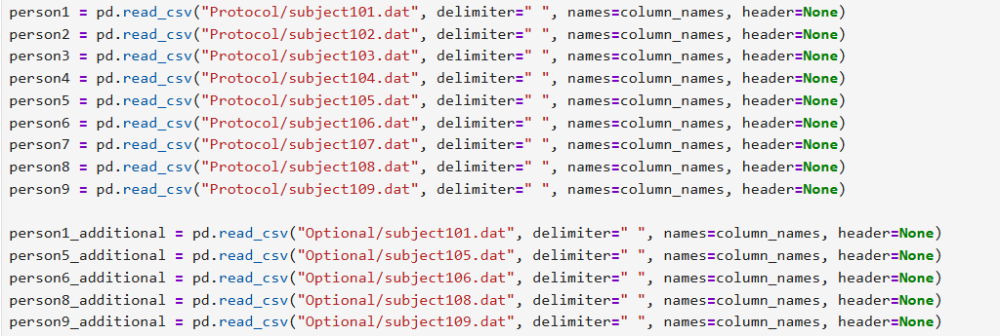 person1 = pd.read_csv("Protocol/subject101.dat", delimiter=" ", names=column_names, header=None)
person2 = pd.read_csv("Protocol/subject102.dat", delimiter=" ", names=column_names, header=None)
person3 = pd.read_csv("Protocol/subject103.dat", delimiter=" ", names=column_names, header=None)
person4 = pd.read_csv("Protocol/subject104.dat", delimiter=" ", names=column_names, header=None)
person5 = pd.read_csv("Protocol/subject105.dat", delimiter=" ", names=column_names, header=None)
person6 = pd.read_csv("Protocol/subject106.dat", delimiter=" ", names=column_names, header=None)
person7 = pd.read_csv("Protocol/subject107.dat", delimiter=" ", names=column_names, header=None)
person8 = pd.read_csv("Protocol/subject108.dat", delimiter=" ", names=column_names, header=None)
person9 = pd.read_csv("Protocol/subject109.dat", delimiter=" ", names=column_names, header=None)

person1_additional = pd.read_csv("Optional/subject101.dat", delimiter=" ", names=column_names, header=None)
person5_additional = pd.read_csv("Optional/subject105.dat", delimiter=" ", names=column_names, header=None)
person6_additional = pd.read_csv("Optional/subject106.dat", delimiter=" ", names=column_names, header=None)
person8_additional = pd.read_csv("Optional/subject108.dat", delimiter=" ", names=column_names, header=None)
person9_additional = pd.read_csv("Optional/subject109.dat", delimiter=" ", names=column_names, header=None)